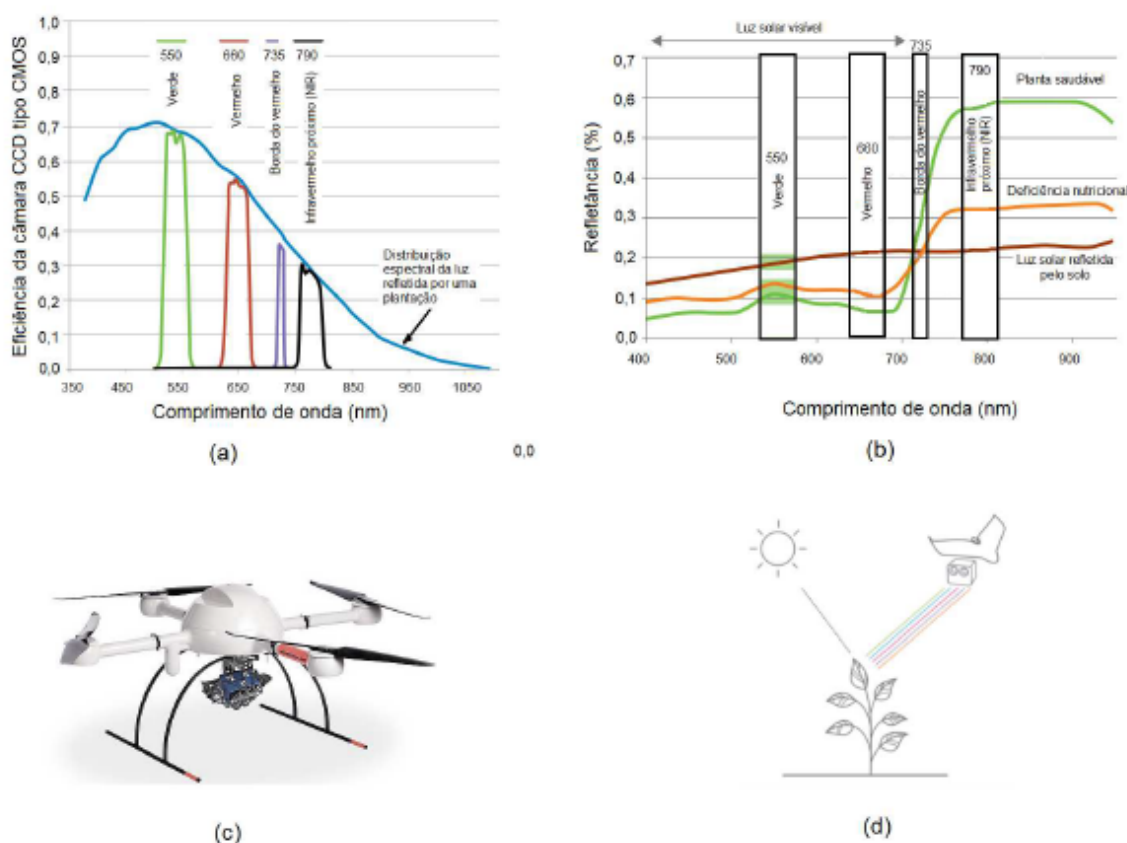 Eficiência da câmara CCD tipo CMOS
1,0
0,9
0,8
0,7
0,6
0,5
0,4
0,3
0,2
0,1
0,0
550
660
735
790
Verde
Vermelho
Borda do vermelho
Infravermelho próximo (NIR)
Distribuição
espectral da luz
refletida por uma
plantação
350
450
550
650
750
850
950
1050
Comprimento de onda (nm)
(a)
0,0
Luz solar visível
Refletância (%)
0,7
0,6
0,5
0,4
0,3
0,2
0,1
0,0
550
Verde
660
Vermelho
735
Borda do vermelho
790
Infravermelho
próximo (NIR)
Planta saudável
Deficiência nutricional
Luz solar refletida
pelo solo
400
500
600
700
800
900
Comprimento de onda (nm)
(b)
(c)
(d)